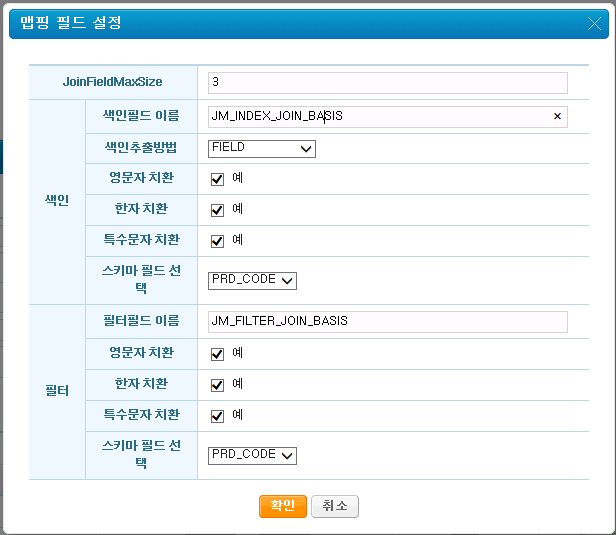 맵핑 필드 설정
JoinFieldMaxSize
3
색인
색인필드 이름
JM_INDEX_JOIN_BASIS
색인추출방법
FIELD
영문자 치환
예
한자 치환
예
특수문자 치환
예
스키마 필드 선
택
PRD_CODE
필터
필터필드 이름
JM_FILTER_JOIN_BASIS
영문자 치환
예
한자 치환
예
특수문자 치환
예
스키마 필드 선
택
PRD_CODE
확인
취소